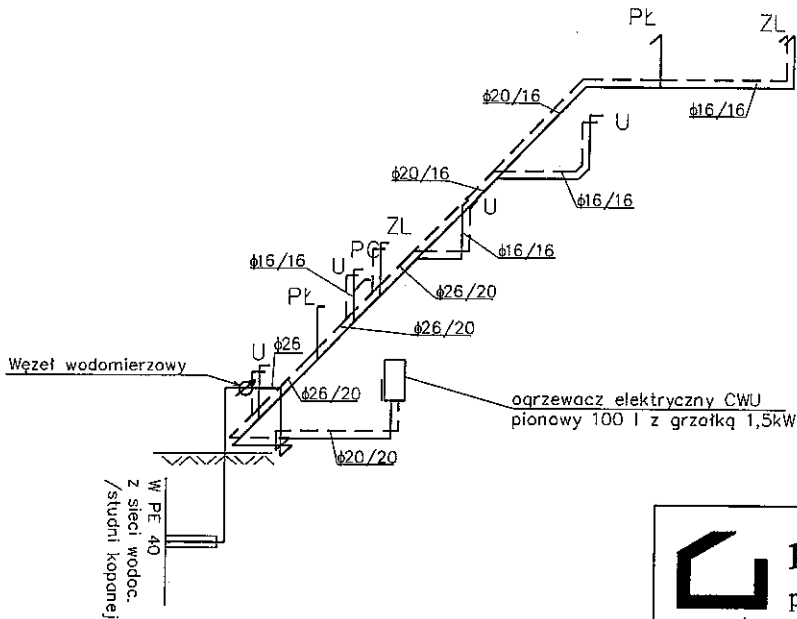 PŁ
ZL
ϕ20/16
ϕ16/16
U
ϕ20/16
ϕ16/16
U
ZL
PG
ϕ16/16
U
ϕ16/16
ϕ26/20
PŁ
ϕ26/20
U
ϕ26
Węzeł wodomierzowy
ϕ26/20
ogrzewacz elektryczny CWU
pionowy 100 l z grzałką 1,5kW
ϕ20/20
W PE 40
z sieci wodoc.
/studni kopanej